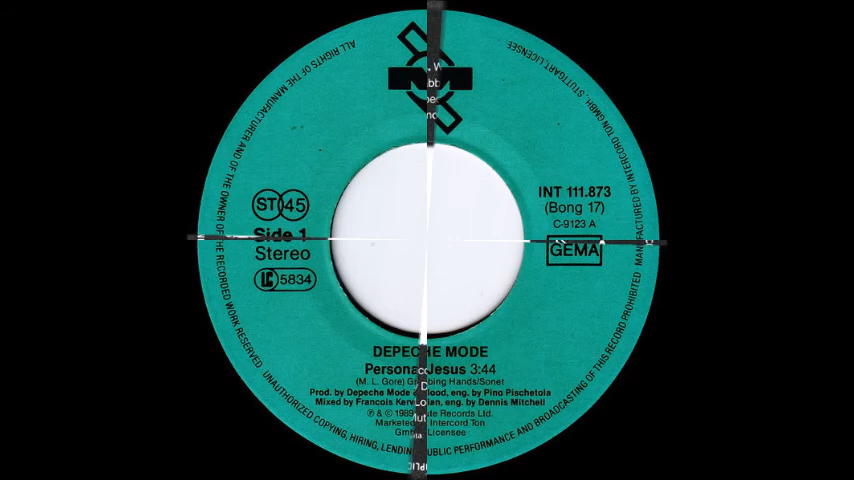 ALL RIGHTS OF THE MANUFACTURER AND OF THE OWNER OF THE RECORDED WORK RESERVED
UNAUTHORIZED COPYING, HIRING, LENDING PUBLIC PERFORMANCE AND BROADCASTING OF THIS RECORD PROHIBITED
MANUFACTURED BY INTERCORD TON GMBH . STUTTGART LICENSEE
ST 45
Side 1
Stereo
LC 5834
INT 111.873
(Bong 17)
C-9123 A
GEMA
DEPECHE MODE
Jesus 3:44
(M. L. Gore) Hands/Sonet
Prod. by Depeche Mode & eng. by Pino Pischetola
Mixed by Francois eng. by Dennis Mitchell
℗ & © 1989 Records Ltd.
Marketed Intercord Ton
Licensee